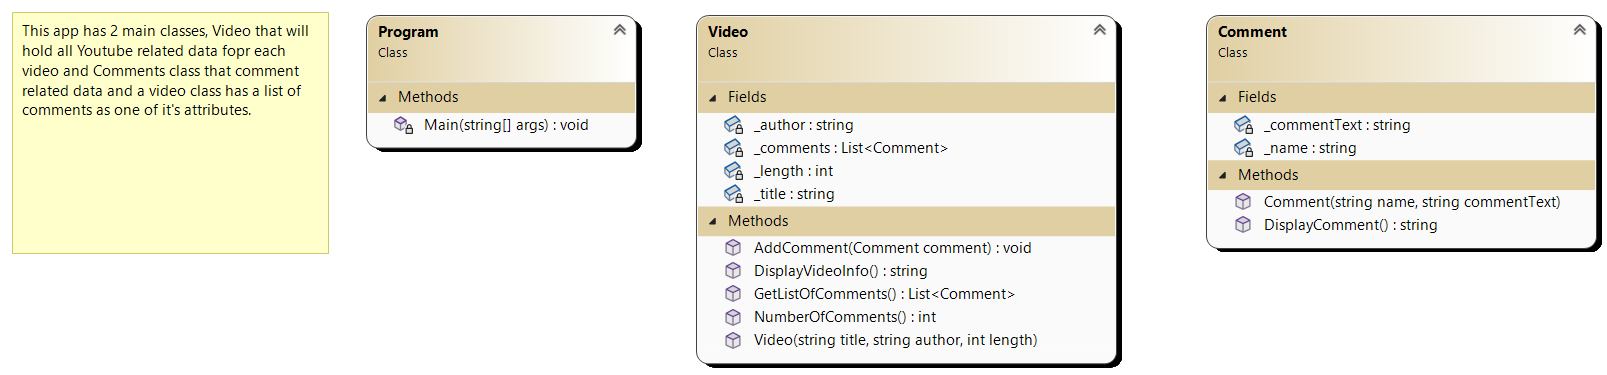 This app has 2 main classes, Video that will
hold all Youtube related data fopr each
video and Comments class that comment
related data and a video class has a list of
comments as one of it's attributes.
Program
Class
Methods
Main(string[] args) : void
Video
Class
Fields
_author : string
_comments : List<Comment>
_length : int
_title : string
Methods
AddComment(Comment comment) : void
DisplayVideoInfo() : string
GetListOfComments() : List<Comment>
NumberOfComments() : int
Video(string title, string author, int length)
Comment
Class
Fields
_commentText : string
_name : string
Methods
Comment(string name, string commentText)
DisplayComment() : string